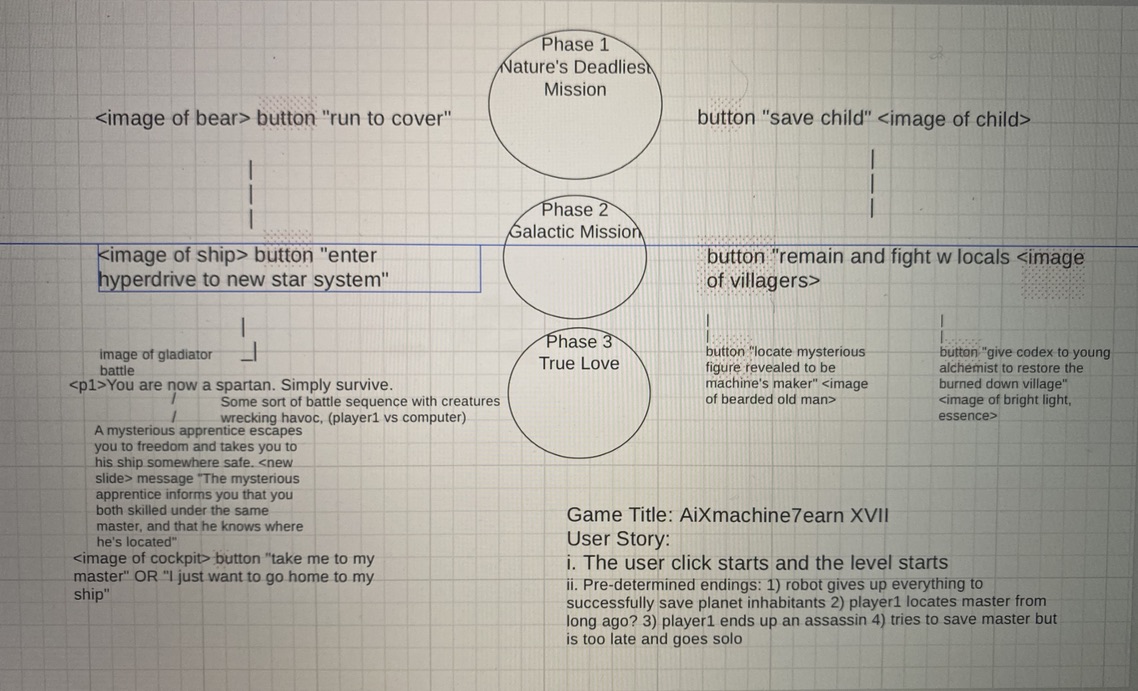 Phase 1
Nature's Deadliest
Mission
<image of bear> button "run to cover"
button "save child" <image of child>
Phase 2
Galactic Mission
<image of ship> button "enter
hyperdrive to new star system"
button "remain and fight w locals <image
of villagers>
Phase 3
True Love
image of gladiator
battle
<p1>You are now a spartan. Simply survive.
Some sort of battle sequence with creatures
wrecking havoc, (player1 vs computer)
A mysterious apprentice escapes
you to freedom and takes you to
his ship somewhere safe. <new
slide> message "The mysterious
apprentice informs you that you
both skilled under the same
master, and that he knows where
he's located"
<image of cockpit> button "take me to my
master" OR "I just want to go home to my
ship"
button "locate mysterious
figure revealed to be
machine's maker" <image
of bearded old man>
button "give codex to young
alchemist to restore the
burned down village"
<image of bright light,
essence>
Game Title: AiXmachine7earn XVII
User Story:
i. The user click starts and the level starts
ii. Pre-determined endings: 1) robot gives up everything to
successfully save planet inhabitants 2) player1 locates master from
long ago? 3) player1 ends up an assassin 4) tries to save master but
is too late and goes solo